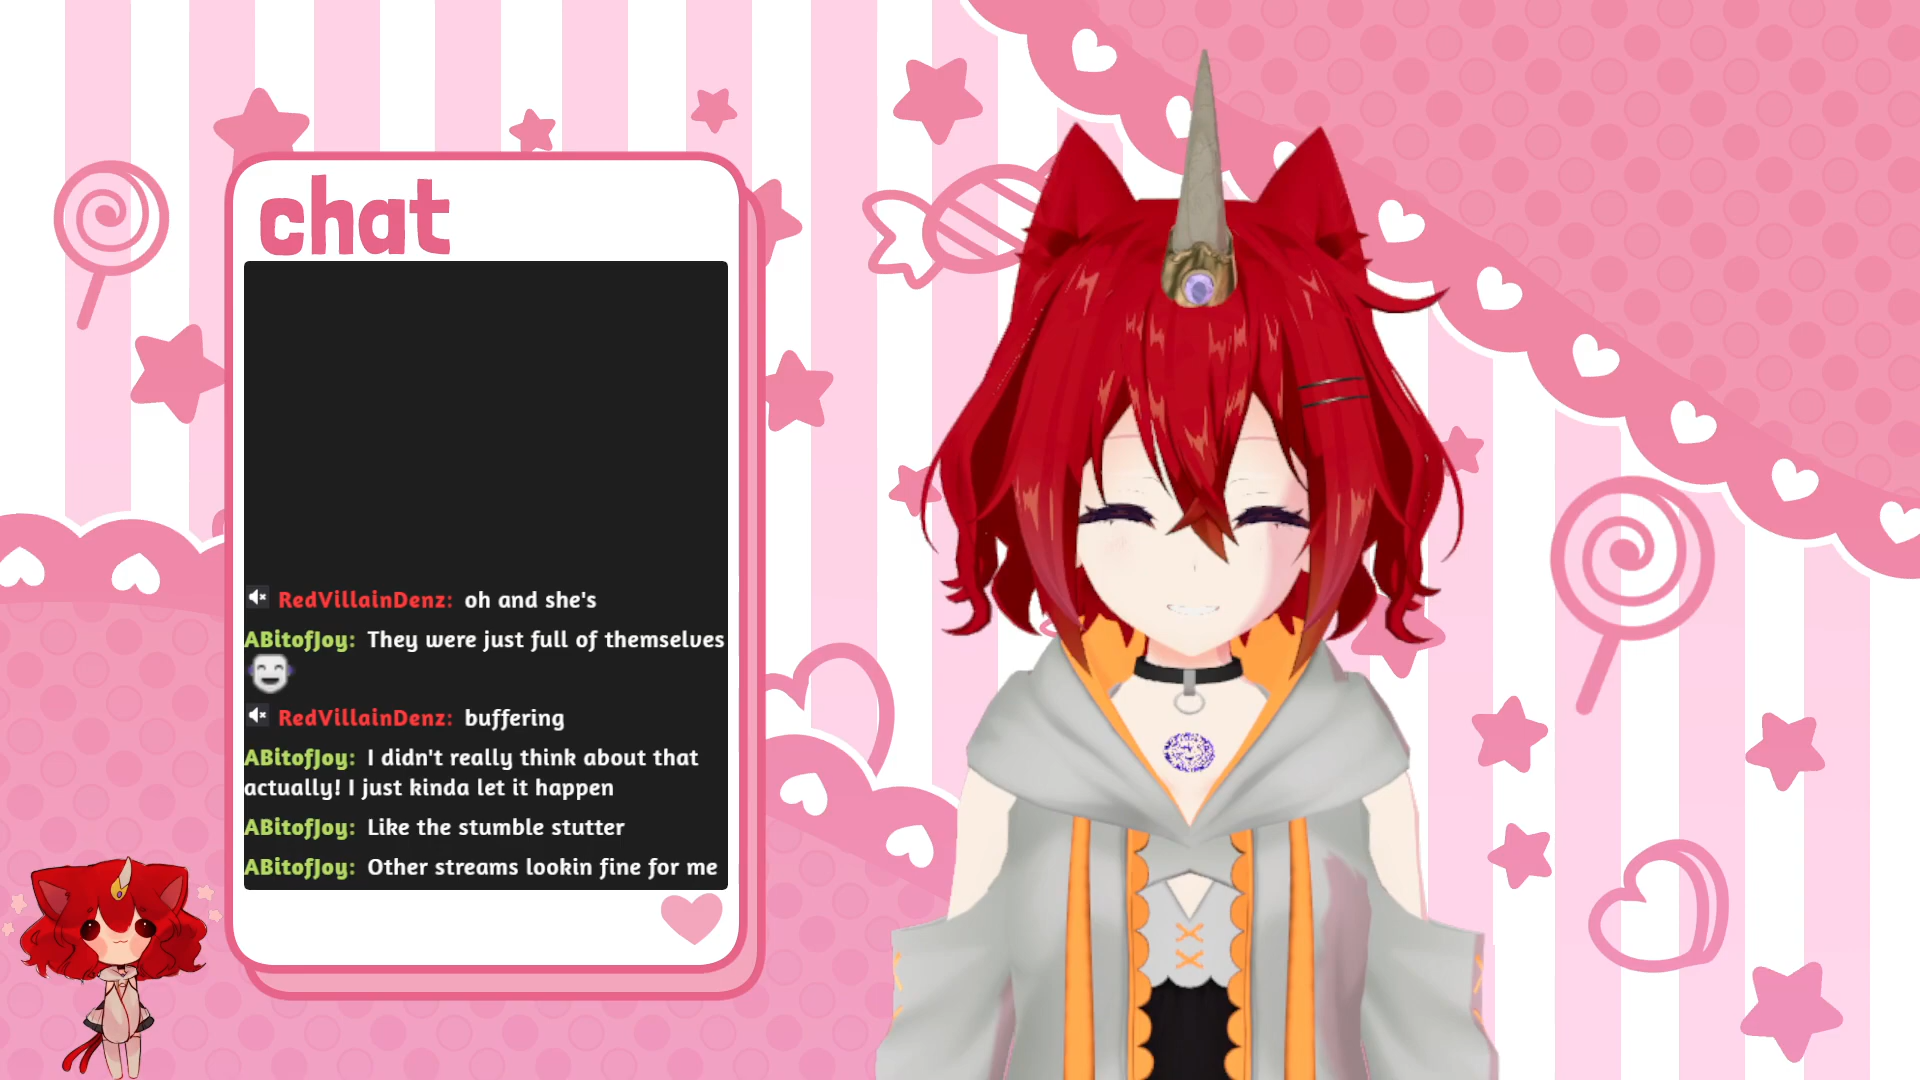 chat
RedVillainDenz: oh and she's
ABitofJoy: They were just full of themselves
RedVillainDenz: buffering
ABitofJoy: I didn't really think about that
actually! I just kinda let it happen
ABitofJoy: Like the stumble stutter
ABitofJoy: Other streams lookin fine for me